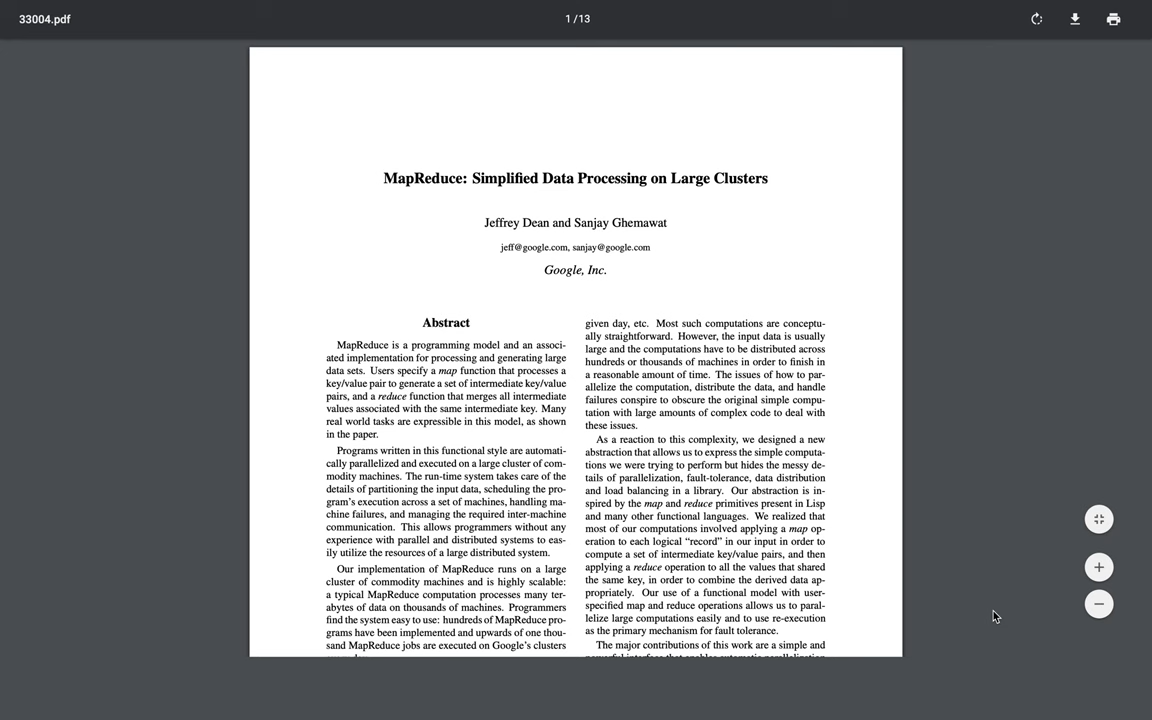 33004.pdf
1 / 13
MapReduce: Simplified Data Processing on Large Clusters
Jeffrey Dean and Sanjay Ghemawat
jeff@google.com, sanjay@google.com
Google, Inc.
Abstract
MapReduce is a programming model and an associ-
ated implementation for processing and generating large
data sets. Users specify a map function that processes a
key/value pair to generate a set of intermediate key/value
pairs, and a reduce function that merges all intermediate
values associated with the same intermediate key. Many
real world tasks are expressible in this model, as shown
in the paper.
Programs written in this functional style are automati-
cally parallelized and executed on a large cluster of com-
modity machines. The run-time system takes care of the
details of partitioning the input data, scheduling the pro-
gram's execution across a set of machines, handling ma-
chine failures, and managing the required inter-machine
communication. This allows programmers without any
experience with parallel and distributed systems to eas-
ily utilize the resources of a large distributed system.
Our implementation of MapReduce runs on a large
cluster of commodity machines and is highly scalable:
a typical MapReduce computation processes many ter-
abytes of data on thousands of machines. Programmers
find the system easy to use: hundreds of MapReduce pro-
grams have been implemented and upwards of one thou-
sand MapReduce jobs are executed on Google's clusters
given day, etc. Most such computations are conceptu-
ally straightforward. However, the input data is usually
large and the computations have to be distributed across
hundreds or thousands of machines in order to finish in
a reasonable amount of time. The issues of how to par-
allelize the computation, distribute the data, and handle
failures conspire to obscure the original simple compu-
tation with large amounts of complex code to deal with
these issues.
As a reaction to this complexity, we designed a new
abstraction that allows us to express the simple computa-
tions we were trying to perform but hides the messy de-
tails of parallelization, fault-tolerance, data distribution
and load balancing in a library. Our abstraction is in-
spired by the map and reduce primitives present in Lisp
and many other functional languages. We realized that
most of our computations involved applying a map op-
eration to each logical “record” in our input in order to
compute a set of intermediate key/value pairs, and then
applying a reduce operation to all the values that shared
the same key, in order to combine the derived data ap-
propriately. Our use of a functional model with user-
specified map and reduce operations allows us to paral-
lelize large computations easily and to use re-execution
as the primary mechanism for fault tolerance.
The major contributions of this work are a simple and